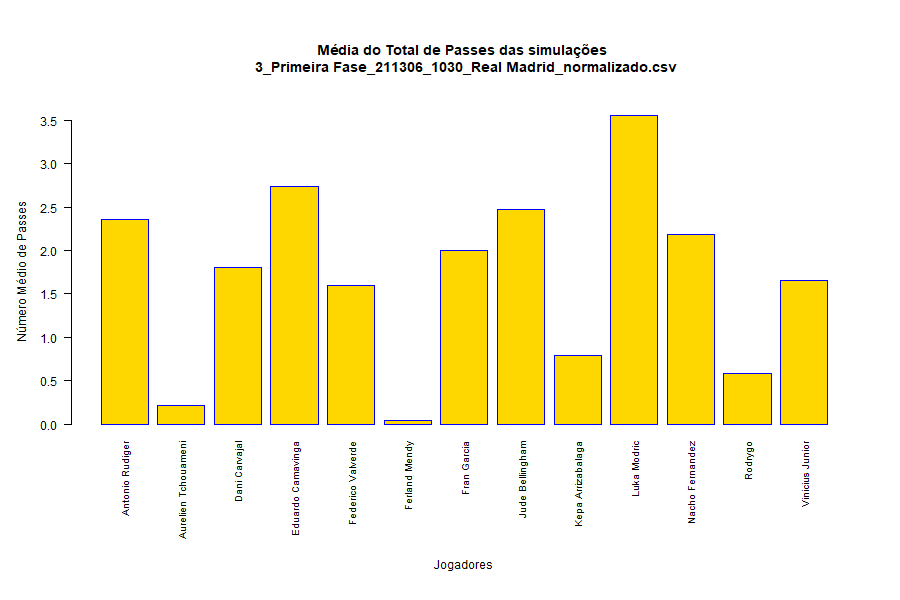 Média do Total de Passes das simulações
3_Primeira Fase_211306_1030_Real Madrid_normalizado.csv
Número Médio de Passes
3.5
3.0
2.5
2.0
1.5
1.0
0.5
0.0
Antonio Rudiger
Aurelien Tchouameni
Dani Carvajal
Eduardo Camavinga
Federico Valverde
Ferland Mendy
Fran Garcia
Jude Bellingham
Kepa Arrizabalaga
Luka Modric
Nacho Fernandez
Rodrygo
Vinicius Junior
Jogadores